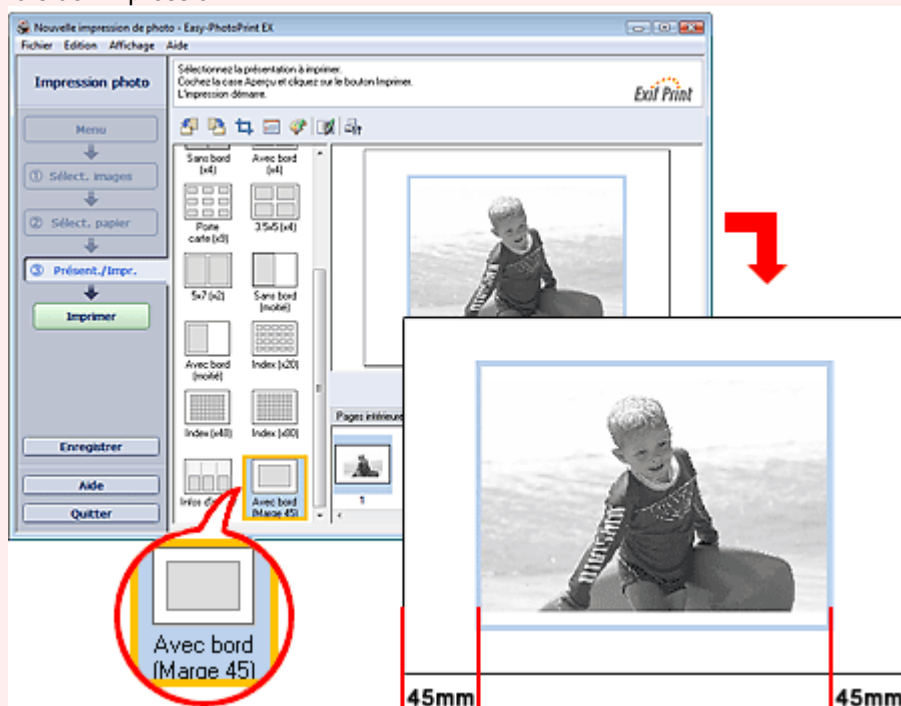 Nouvelle impression de photo - Easy-PhotoPrint EX
Fichier Edition Affichage Aide
Impression photo
Sélectionnez la présentation à imprimer.
Cochez la case Aperçu et cliquez sur le bouton Imprimer.
L'impression démarre.
Exif Print
Menu
① Sélect. images
② Sélect. papier
③ Présent./Impr.
Imprimer
Enregistrer
Aide
Quitter
Sans bord
(x4)
Avec bord
(x4)
Porte
carte (x9)
3.5x5 (x4)
5x7 (x2)
Sans bord
(moitié)
Avec bord
(moitié)
Index (x20)
Index (x40)
Index (x80)
Infos
Avec bord
(Marge 45)
Pages intérieure
1
Avec bord
(Marge 45)
45mm
45mm